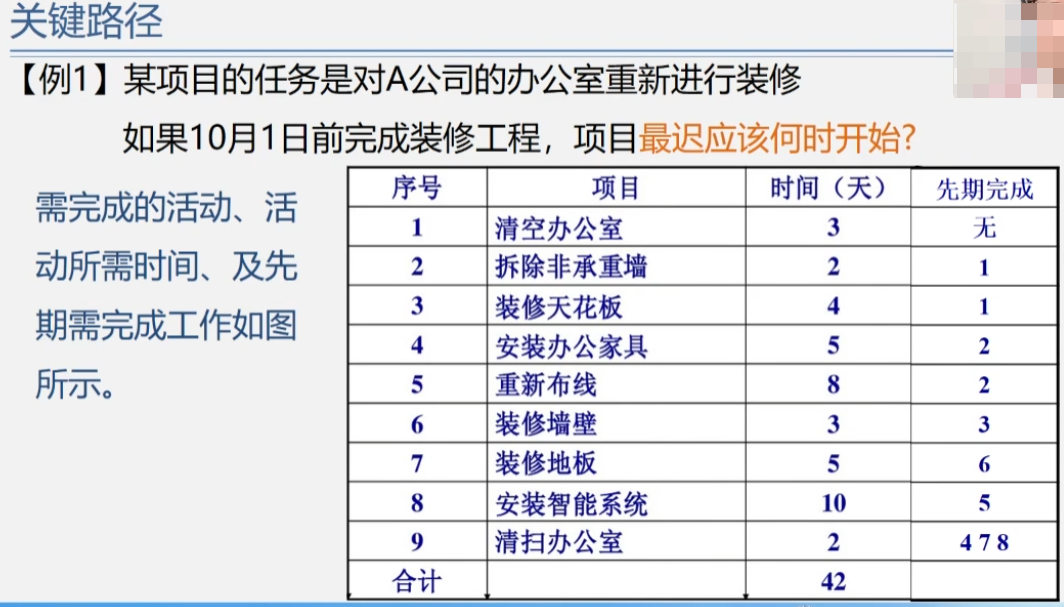 关键路径
【例1】某项目的任务是对A公司的办公室重新进行装修
如果10月1日前完成装修工程，项目最迟应该何时开始?
需完成的活动、活
动所需时间、及先
期需完成工作如图
所示。
序号 项目 时间（天） 先期完成
1 清空办公室 3 无
2 拆除非承重墙 2 1
3 装修天花板 4 1
4 安装办公家具 5 2
5 重新布线 8 2
6 装修墙壁 3 3
7 装修地板 5 6
8 安装智能系统 10 5
9 清扫办公室 2 4 7 8
合计 42